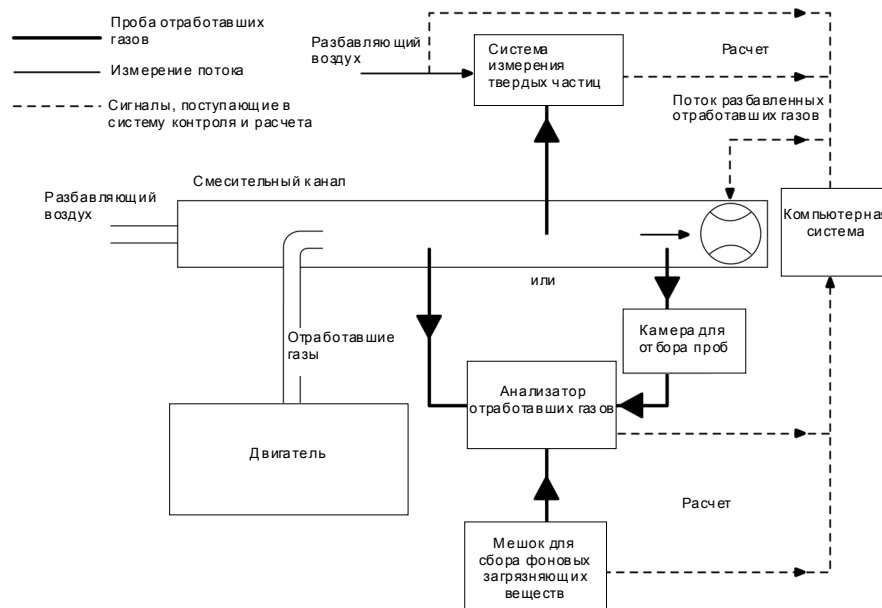 Проба отработавших
газов
Измерение потока
Сигналы, поступающие в
систему контроля и расчета
Разбавляющий
воздух
Система
измерения
твердых частиц
Расчет
Поток разбавленных
отработавших газов
Разбавляющий
воздух
Смесительный канал
Компьютерная
система
или
Отработавшие
газы
Камера для
отбора проб
Анализатор
отработавших газов
Двигатель
Расчет
Мешок для
сбора фоновых
загрязняющих
веществ